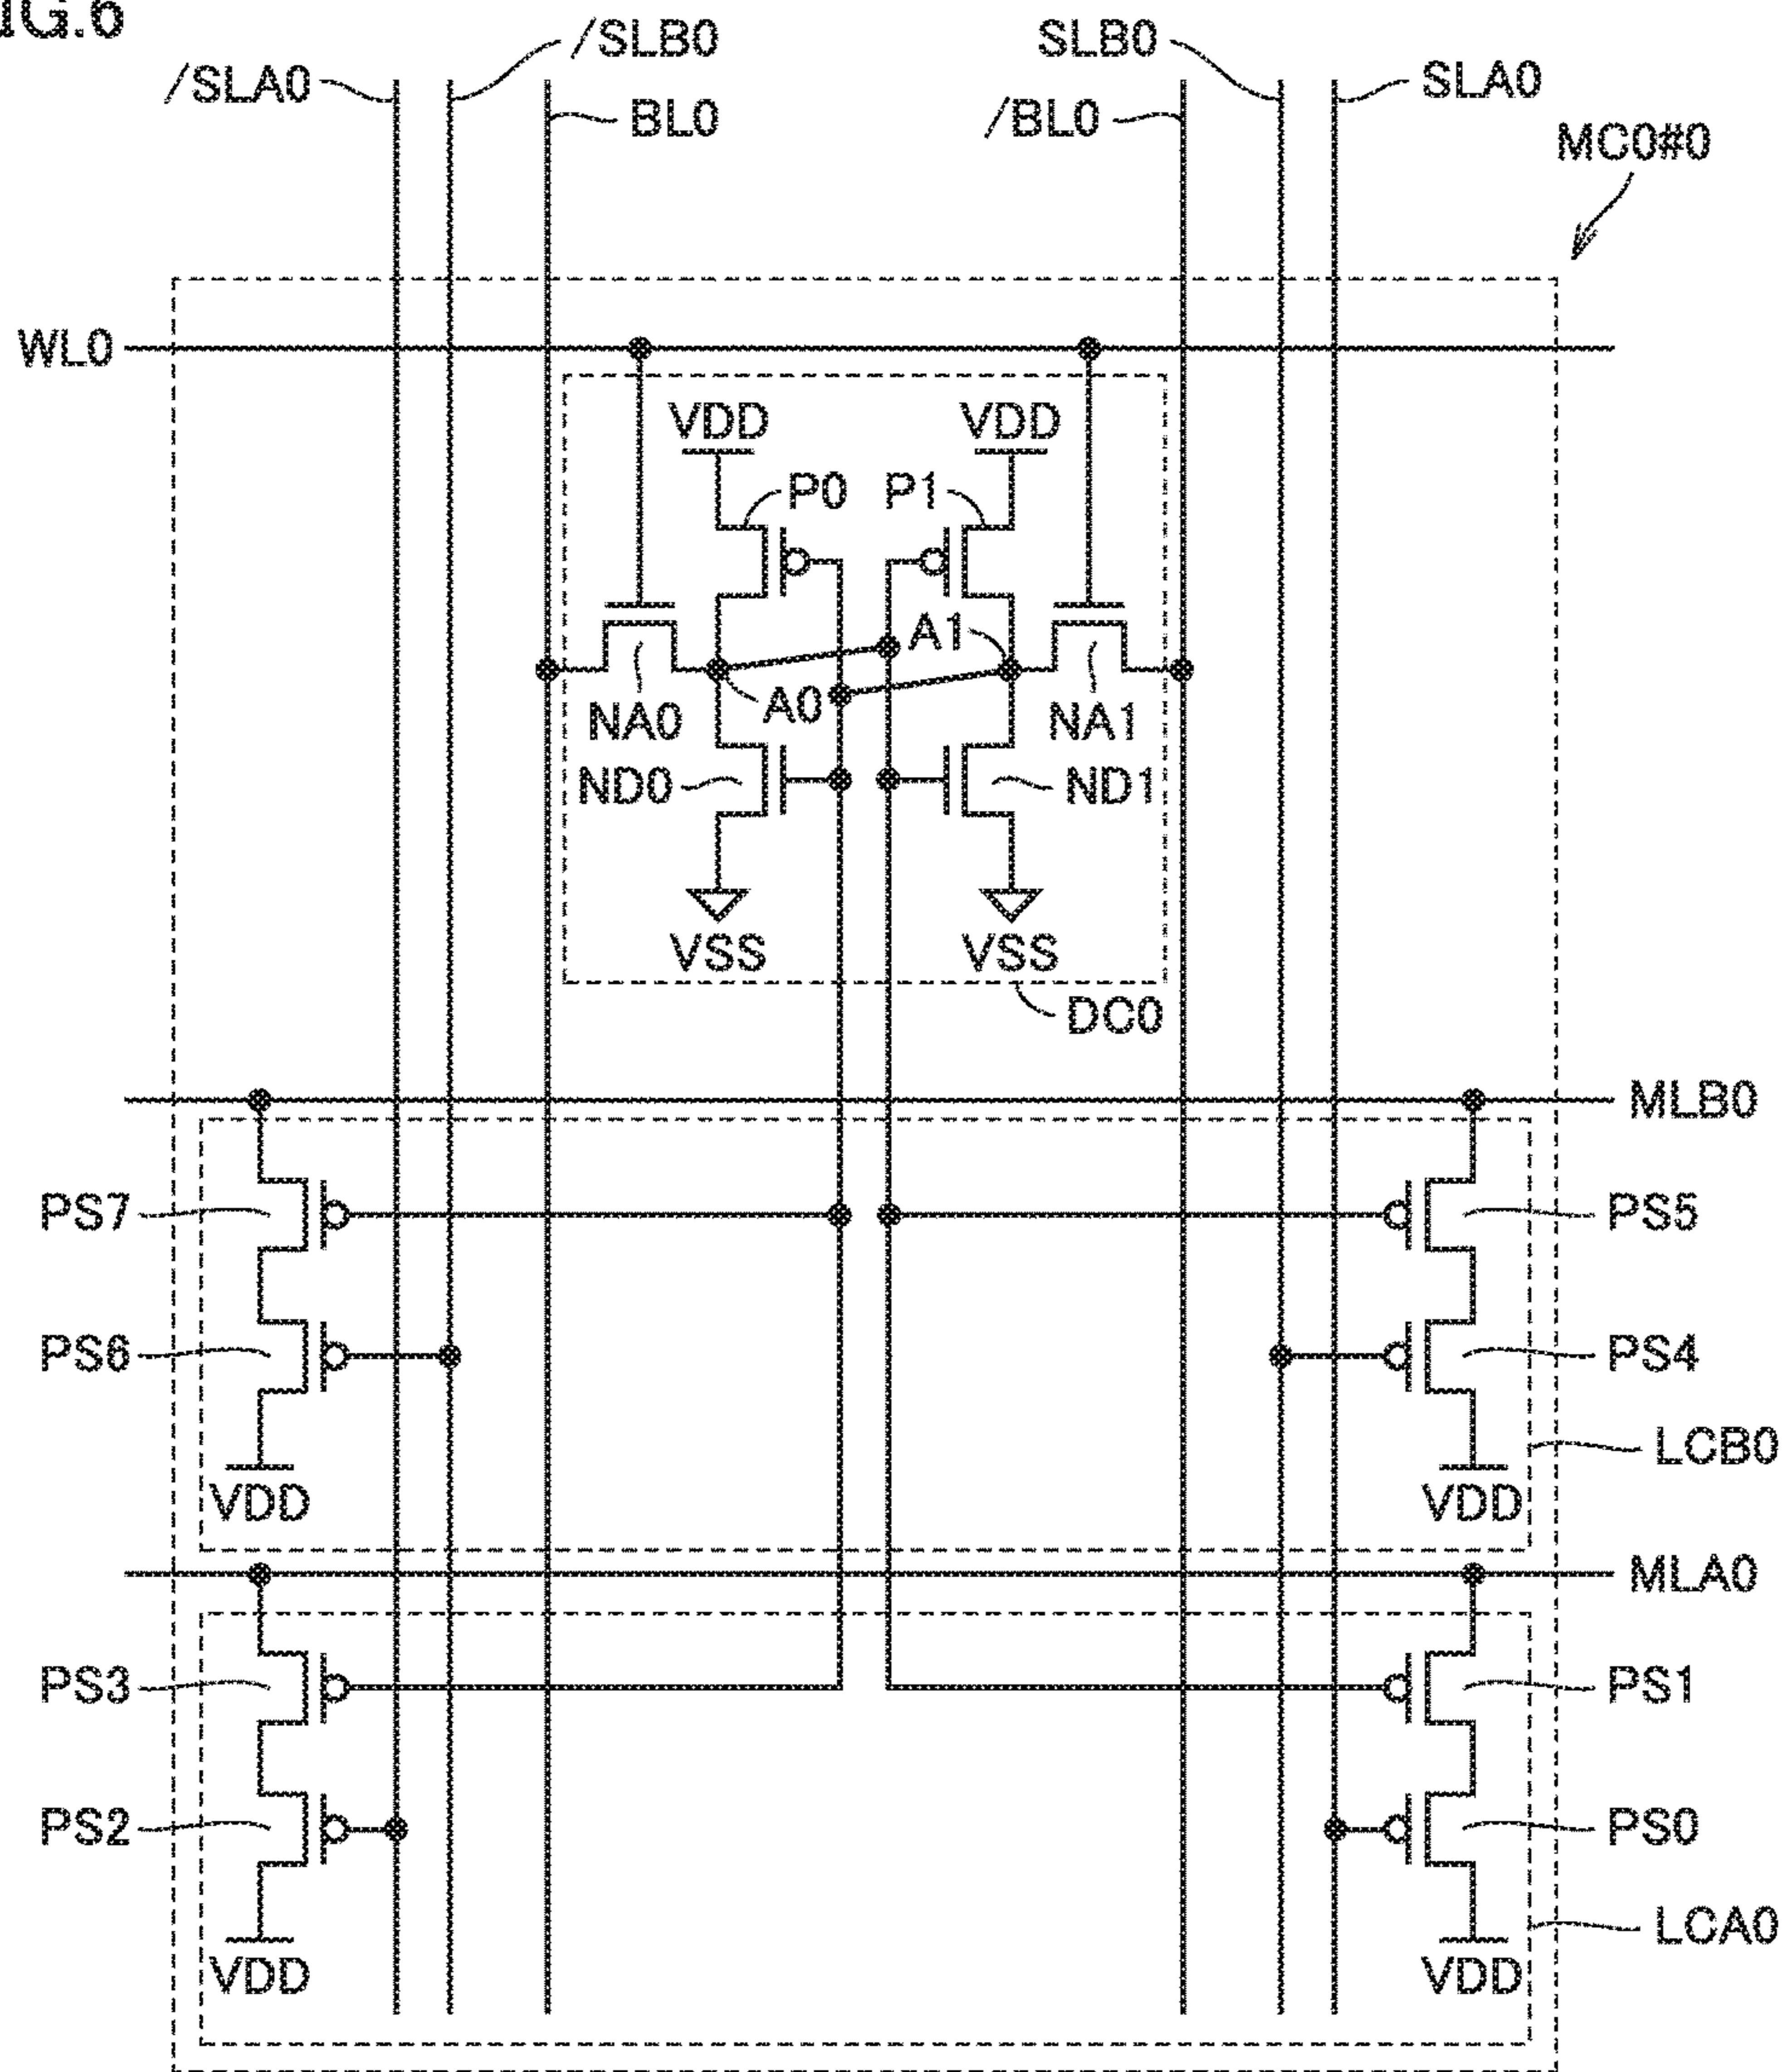 FIG.6
/SLB0
SLB0
/SLA0
SLA0
BL0
/BL0
MC0#0
WL0
VDD
VDD
P0
P1
A1
A0
NA0
NA1
ND0
ND1
VSS
VSS
DC0
MLB0
PS7
PS5
PS6
PS4
LCB0
VDD
VDD
MLA0
PS3
PS1
PS2
PS0
LCA0
VDD
VDD